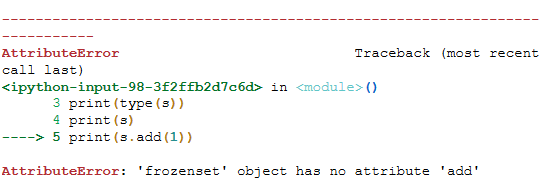 ---------------------------------------------------------------------------
AttributeError                            Traceback (most recent call last)
<ipython-input-98-3f2ffb2d7c6d> in <module>()
      3 print(type(s))
      4 print(s)
----> 5 print(s.add(1))
AttributeError: 'frozenset' object has no attribute 'add'